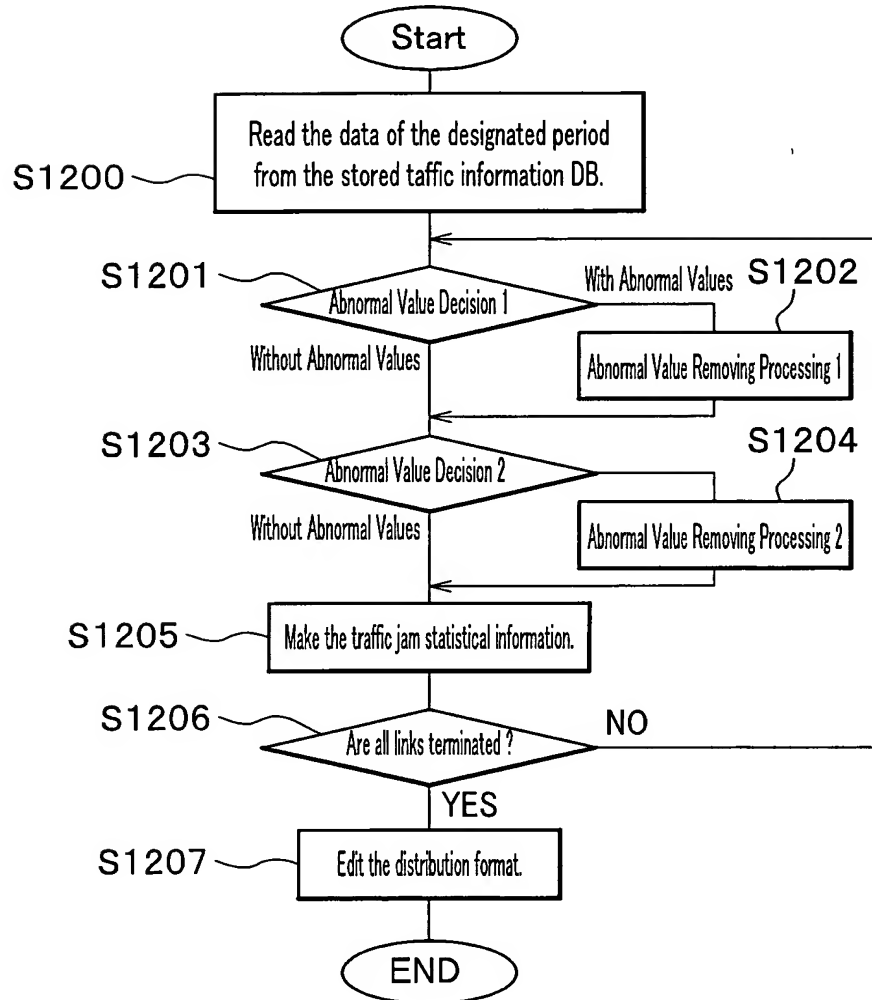 Start
Read the data of the designated period
from the stored taffic information DB.
S1200
S1201
Abnormal Value Decision 1
With Abnormal Values
S1202
Without Abnormal Values
Abnormal Value Removing Processing 1
S1203
Abnormal Value Decision 2
S1204
Without Abnormal Values
Abnormal Value Removing Processing 2
S1205
Make the traffic jam statistical information.
S1206
Are all links terminated ?
NO
YES
S1207
Edit the distribution format.
END